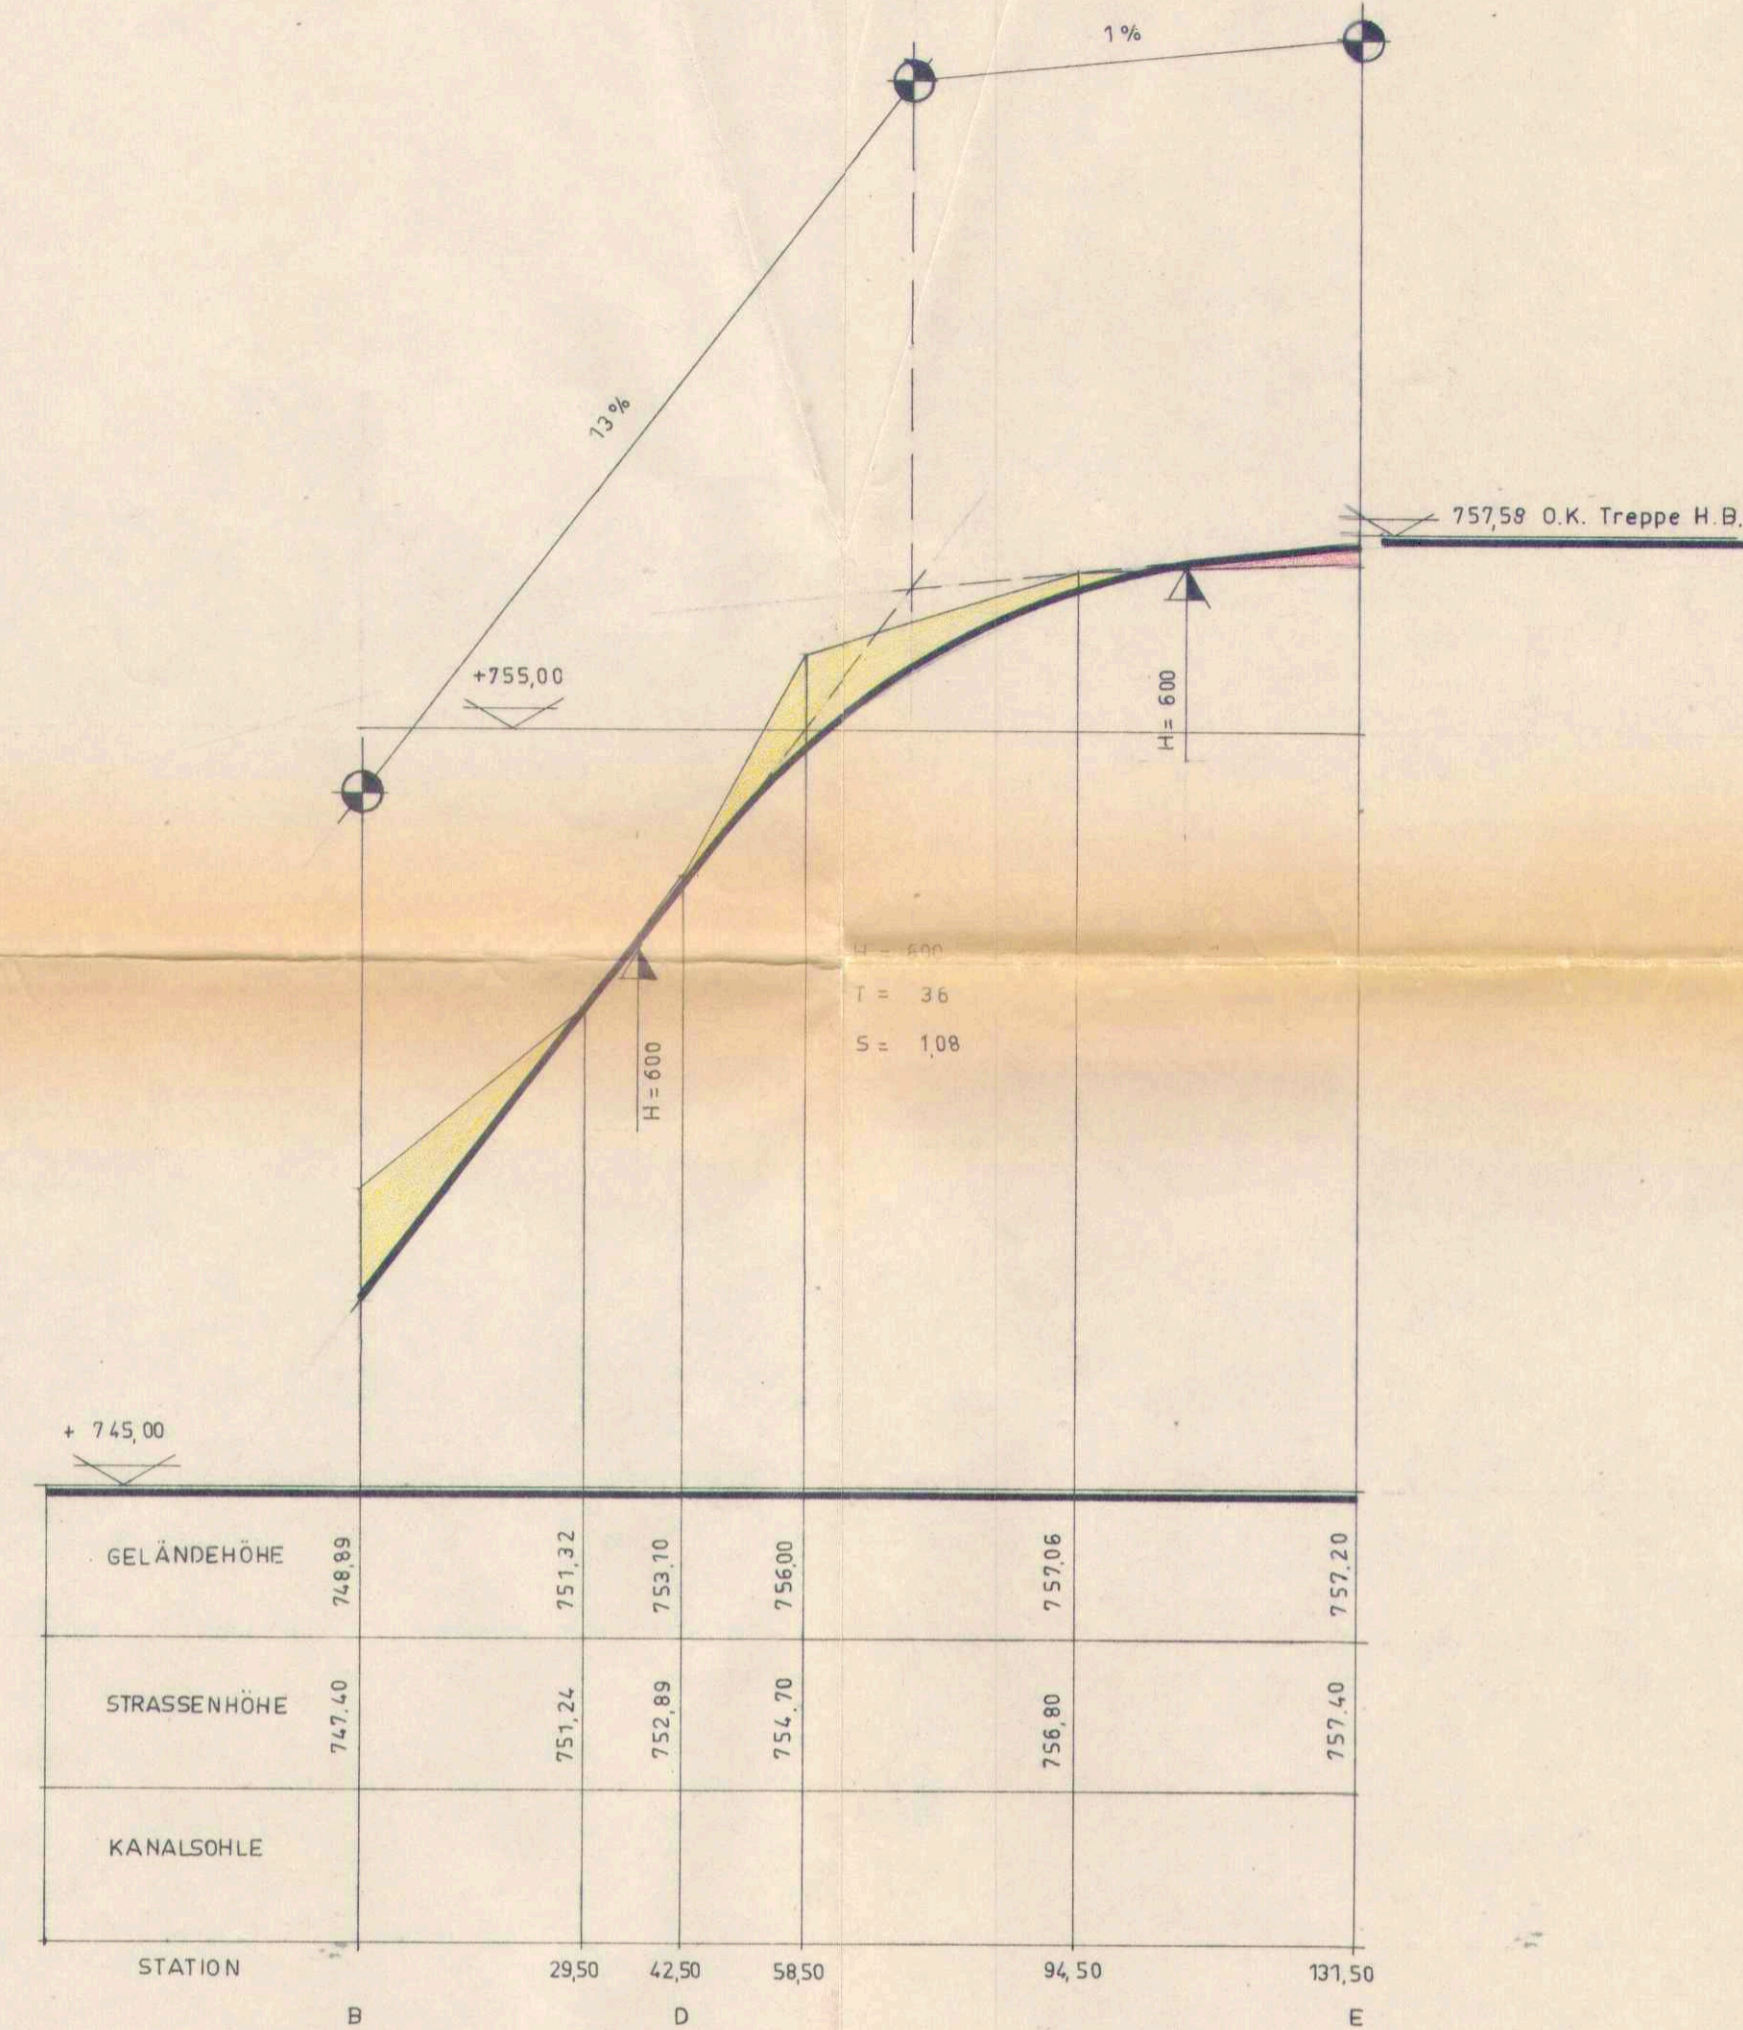 1%
13%
757,58 O.K. Treppe H.B.
+755,00
H= 600
H = 600
T = 36
S = 1,08
H = 600
+ 745,00
GELÄNDEHÖHE 748,89 751,32 753,10 756,00 757,06 757,20
STRASSENHÖHE 747.40 751,24 752,89 754,70 756,80 757.40
KANALSOHLE
STATION 29,50 42,50 58,50 94,50 131,50
B D E